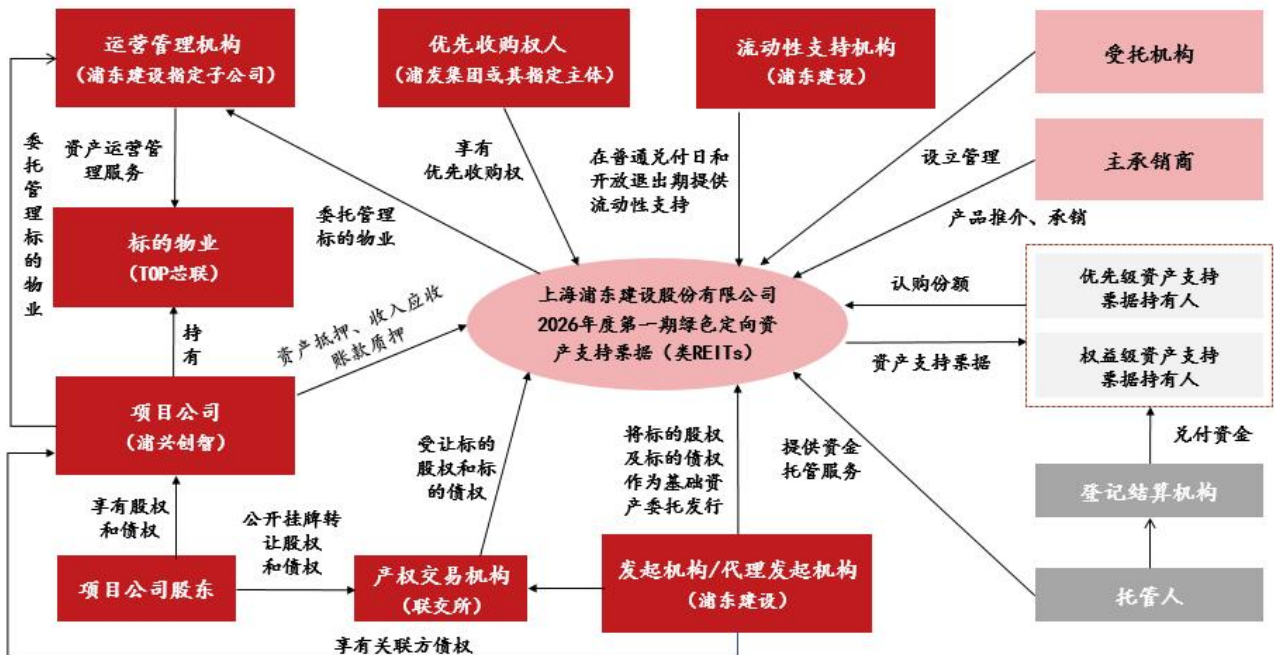 运营管理机构
（浦东建设指定子公司）
优先收购权人
（浦发集团或其指定主体）
流动性支持机构
（浦东建设）
受托机构
委托管理标的物业
资产运营管
理服务
享有
优先收购权
在普通兑付日和
开放退出期提供
流动性支持
设立管理
主承销商
产品推介、承销
标的物业
（TOP芯联）
委托管理
标的物业
上海浦东建设股份有限公司
2026年度第一期绿色定向资
产支持票据（类REITs）
认购份额
优先级资产支持
票据持有人
资产支持票据
权益级资产支持
票据持有人
持
有
资产抵押、收入应收
账款质押
项目公司
（浦兴创智）
受让标的
股权和标
的债权
将标的股权
及标的债权
作为基础资
产委托发行
提供资金
托管服务
兑付资金
登记结算机构
享有股权
和债权
公开挂牌转
让股权
和债权
项目公司股东
产权交易机构
（联交所）
发起机构/代理发起机构
（浦东建设）
托管人
享有关联方债权